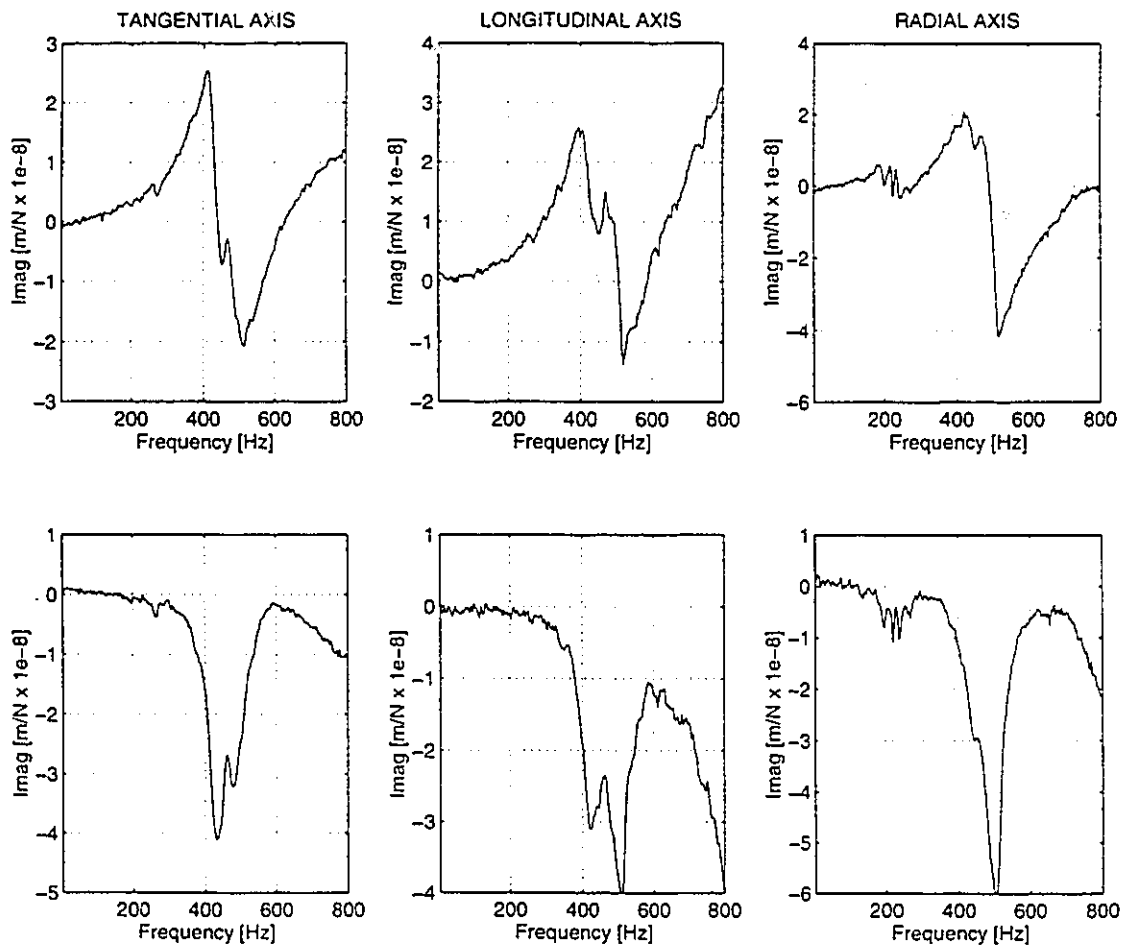 TANGENTIAL AXIS
LONGITUDINAL AXIS
RADIAL AXIS
3
2
1
0
−1
−2
−3
Imag [m/N x 1e−8]
200 400 600 800
Frequency [Hz]
4
3
2
1
0
−1
−2
Imag [m/N x 1e−8]
200 400 600 800
Frequency [Hz]
4
2
0
−2
−4
−6
Imag [m/N x 1e−8]
200 400 600 800
Frequency [Hz]
1
0
−1
−2
−3
−4
−5
Imag [m/N x 1e−8]
200 400 600 800
Frequency [Hz]
1
0
−1
−2
−3
−4
Imag [m/N x 1e−8]
200 400 600 800
Frequency [Hz]
1
0
−1
−2
−3
−4
−5
−6
Imag [m/N x 1e−8]
200 400 600 800
Frequency [Hz]